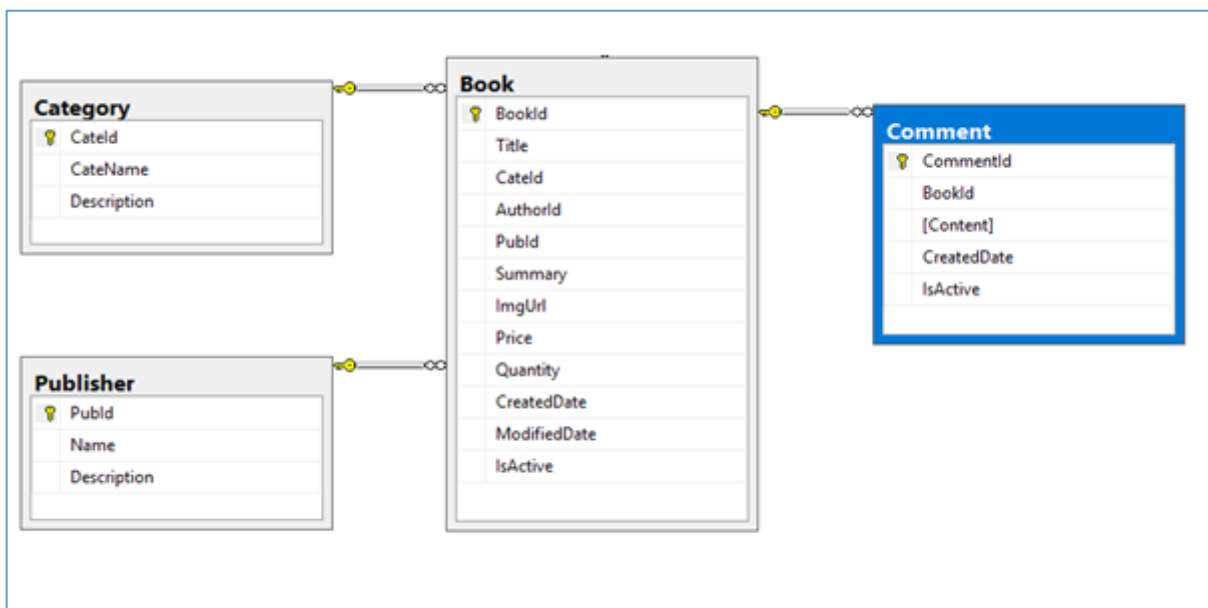 Category
CateId
CateName
Description
Publisher
PubId
Name
Description
Book
BookId
Title
CateId
AuthorId
PubId
Summary
ImgUrl
Price
Quantity
CreatedDate
ModifiedDate
IsActive
Comment
CommentId
BookId
[Content]
CreatedDate
IsActive